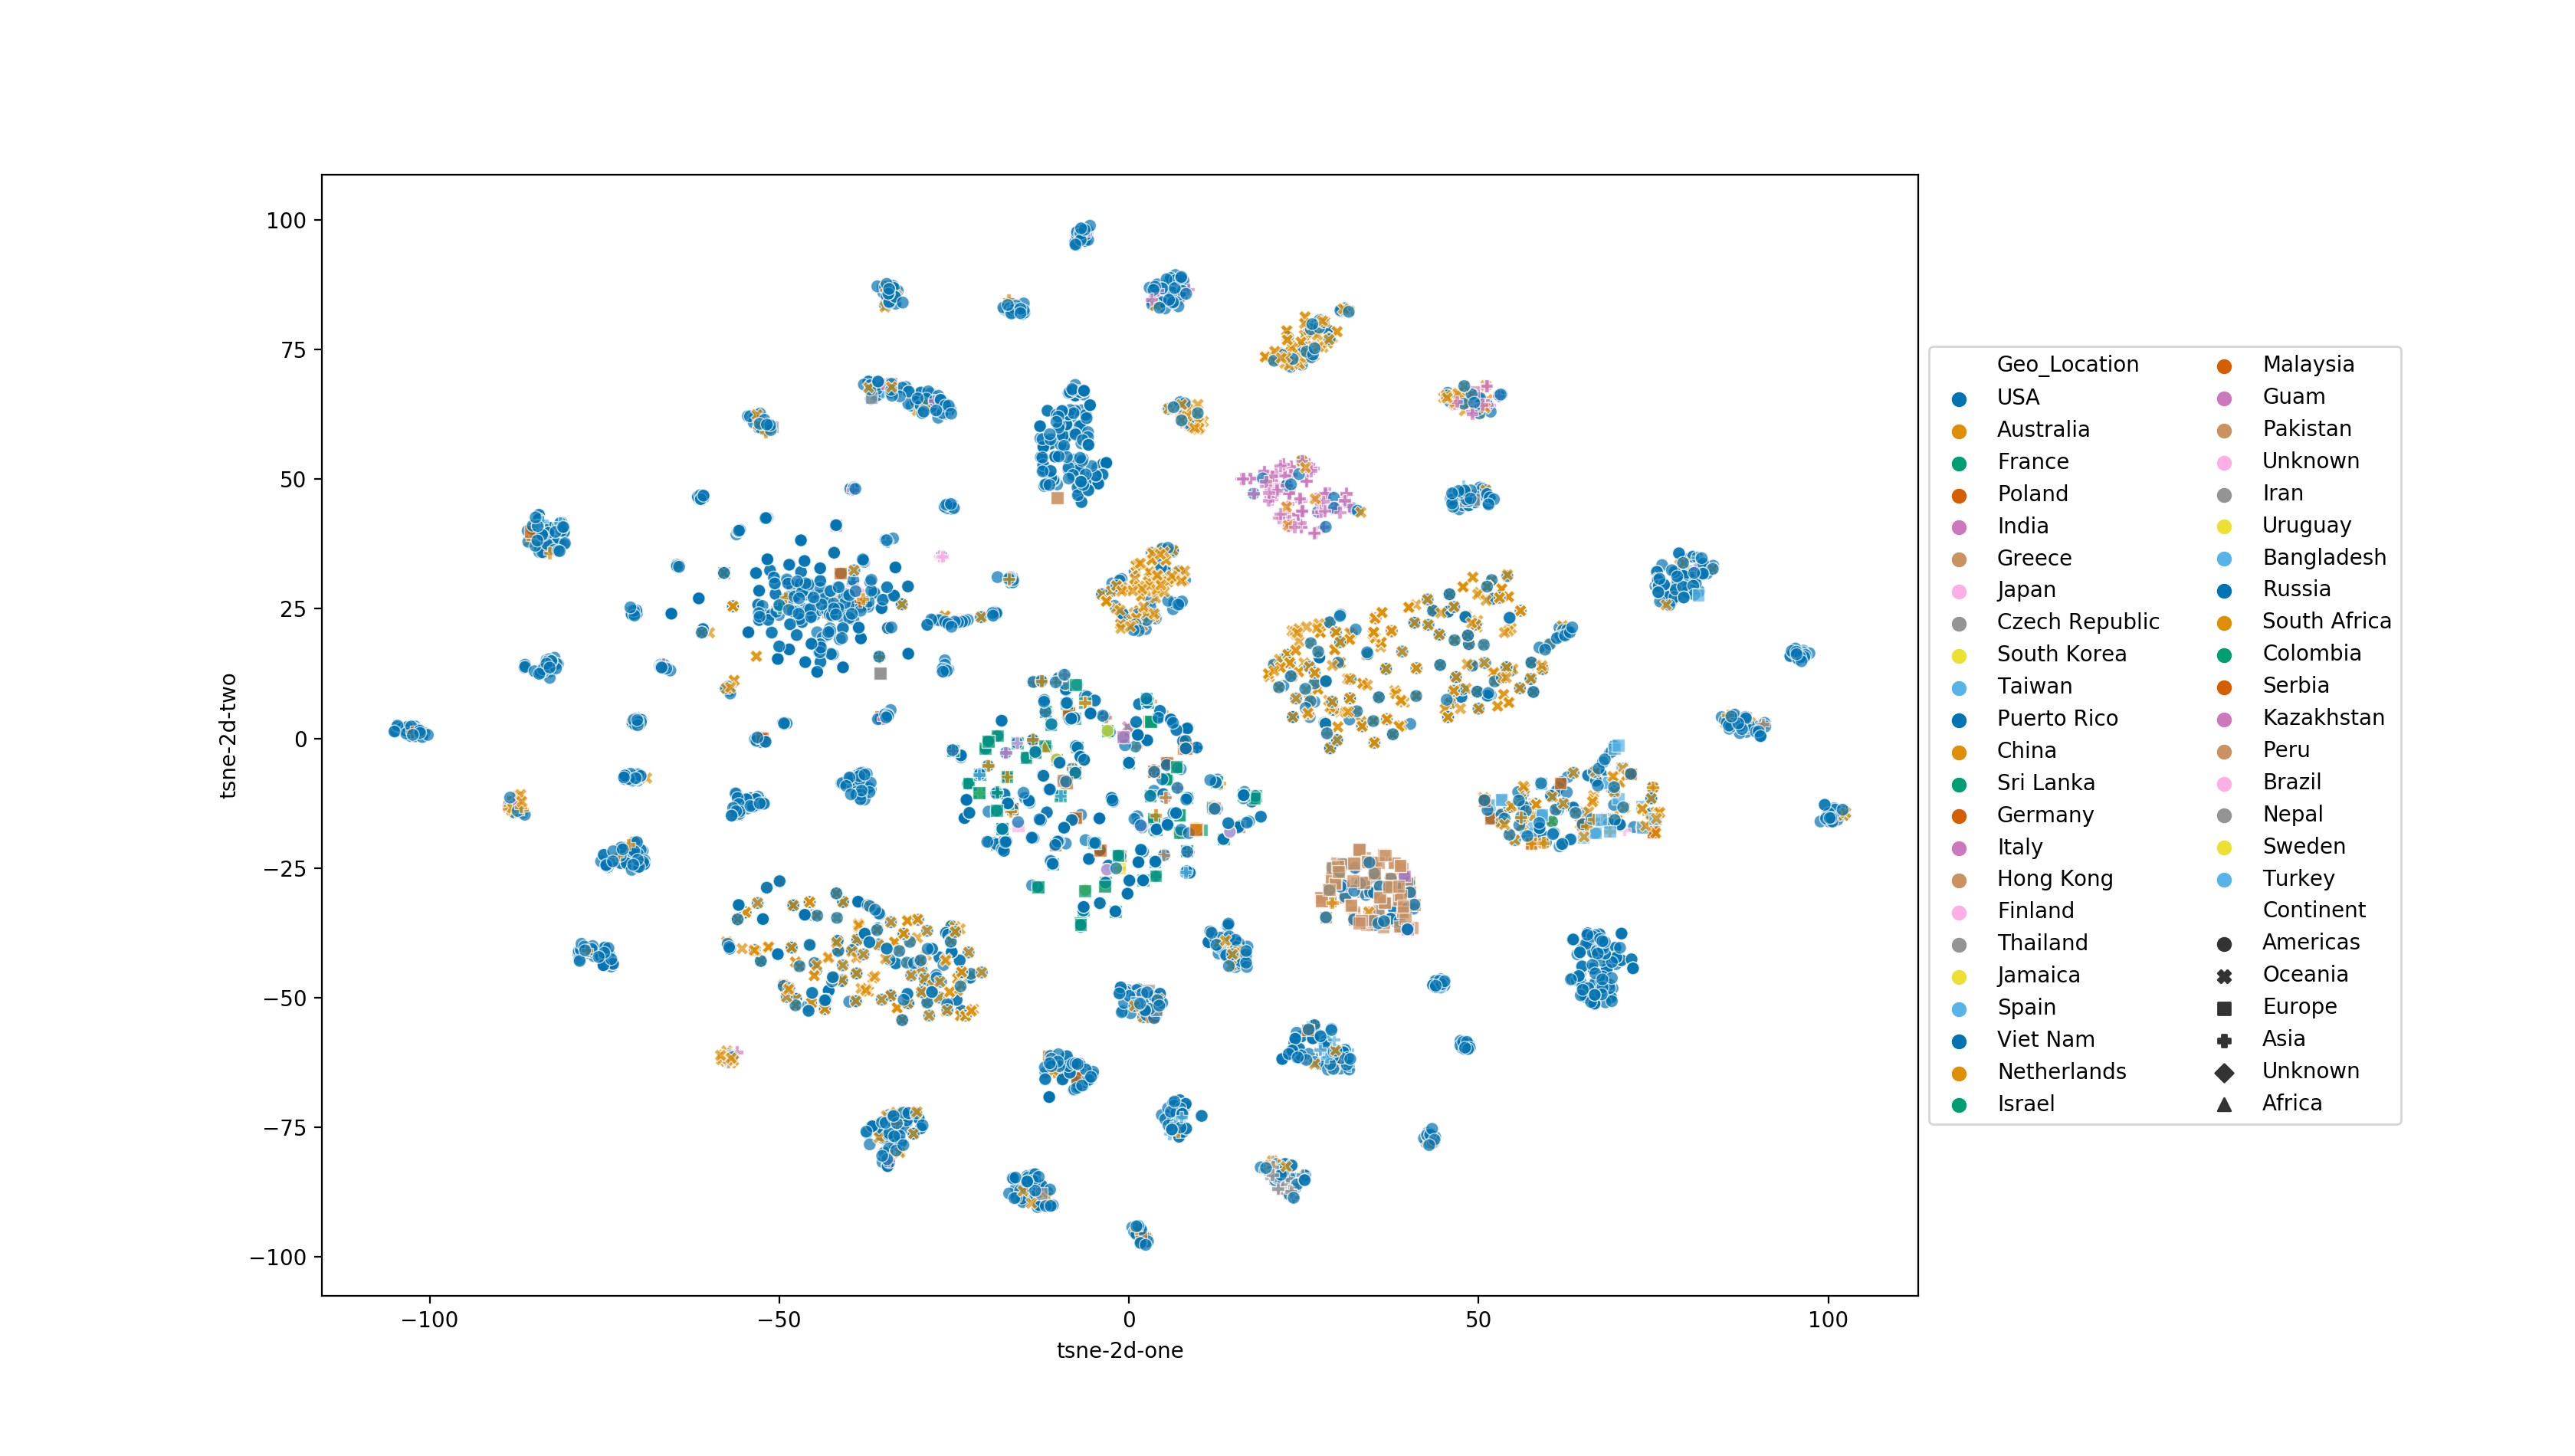 100
75
50
25
0
−25
−50
−75
−100
tsne-2d-two
−100
−50
0
50
100
tsne-2d-one
Geo_Location
USA
Australia
France
Poland
India
Greece
Japan
Czech Republic
South Korea
Taiwan
Puerto Rico
China
Sri Lanka
Germany
Italy
Hong Kong
Finland
Thailand
Jamaica
Spain
Viet Nam
Netherlands
Israel
Malaysia
Guam
Pakistan
Unknown
Iran
Uruguay
Bangladesh
Russia
South Africa
Colombia
Serbia
Kazakhstan
Peru
Brazil
Nepal
Sweden
Turkey
Continent
Americas
Oceania
Europe
Asia
Unknown
Africa